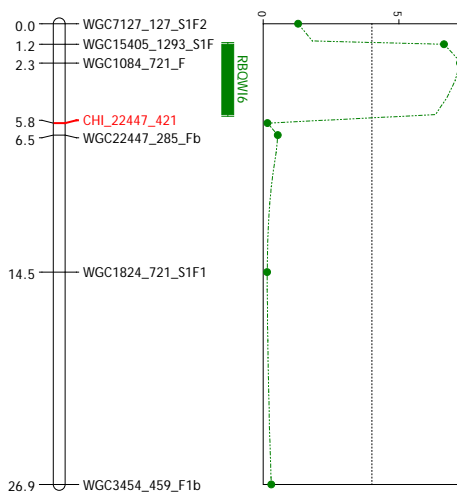 0.0 WGC7127_127_S1F2
1.2 WGC15405_1293_S1F
2.3 WGC1084_721_F
5.8 CHI_22447_421
6.5 WGC22447_285_Fb
14.5 WGC1824_721_S1F1
26.9 WGC3454_459_F1b
RBQWI6
0
5